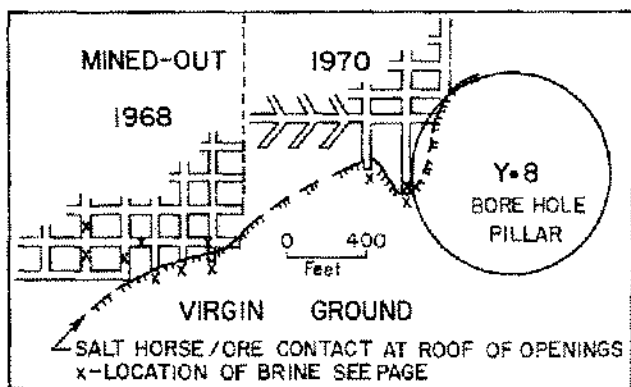 MINED-OUT
1970
1968
Y-8
BORE HOLE
PILLAR
0 400
Feet
VIRGIN GROUND
SALT HORSE/ORE CONTACT AT ROOF OF OPENINGS
x-LOCATION OF BRINE SEEPAGE